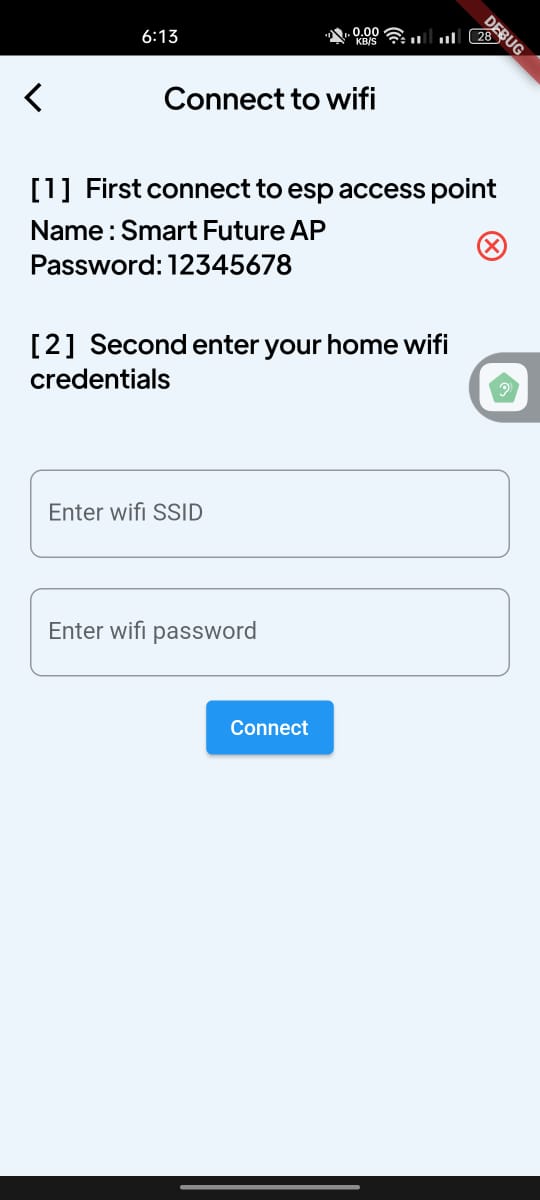 6:13
0.00
KB/S
28
DEBUG
Connect to wifi
[1] First connect to esp access point
Name : Smart Future AP
Password: 12345678
[2] Second enter your home wifi
credentials
Enter wifi SSID
Enter wifi password
Connect